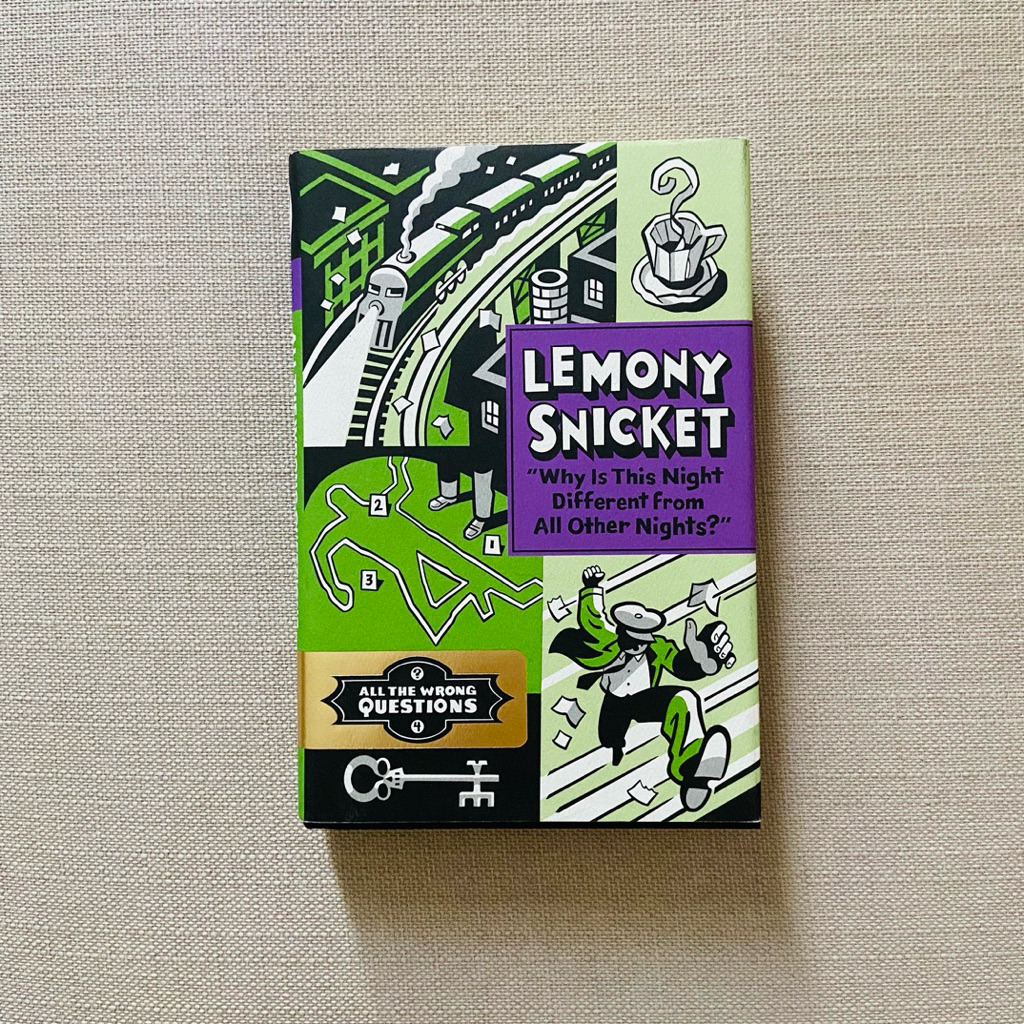 LEMONY
SNICKET
"Why Is This Night
Different from
All Other Nights?"
2
1
3
?
ALL THE WRONG
QUESTIONS
4